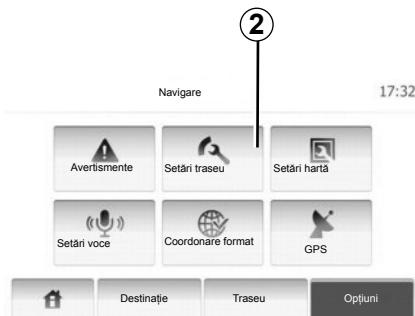 2
Navigare 17:32
Avertismente Setări traseu Setări hartă
Setări voce Coordonare format GPS
Destinație Traseu Opțiuni